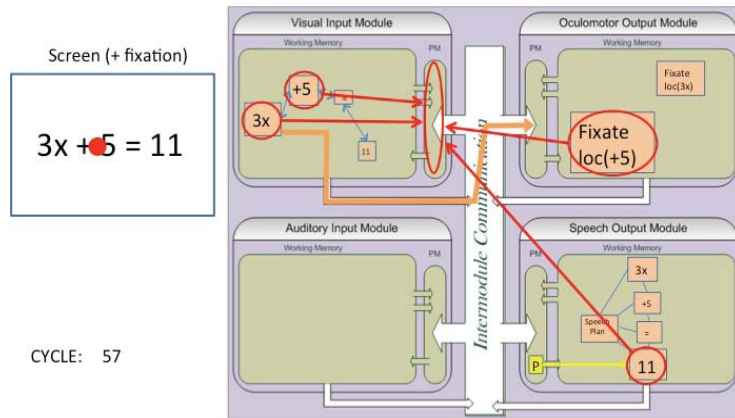 Screen (+ fixation)
3x + 5 = 11
CYCLE: 57
Visual Input Module
Working Memory
PM
+5
=
3x
11
Oculomotor Output Module
Working Memory
Fixate
loc(3x)
Fixate
loc(+5)
Intermodule Communication
Auditory Input Module
Working Memory
PM
Speech Output Module
Working Memory
3x
+5
Speech
Plan
=
11
P